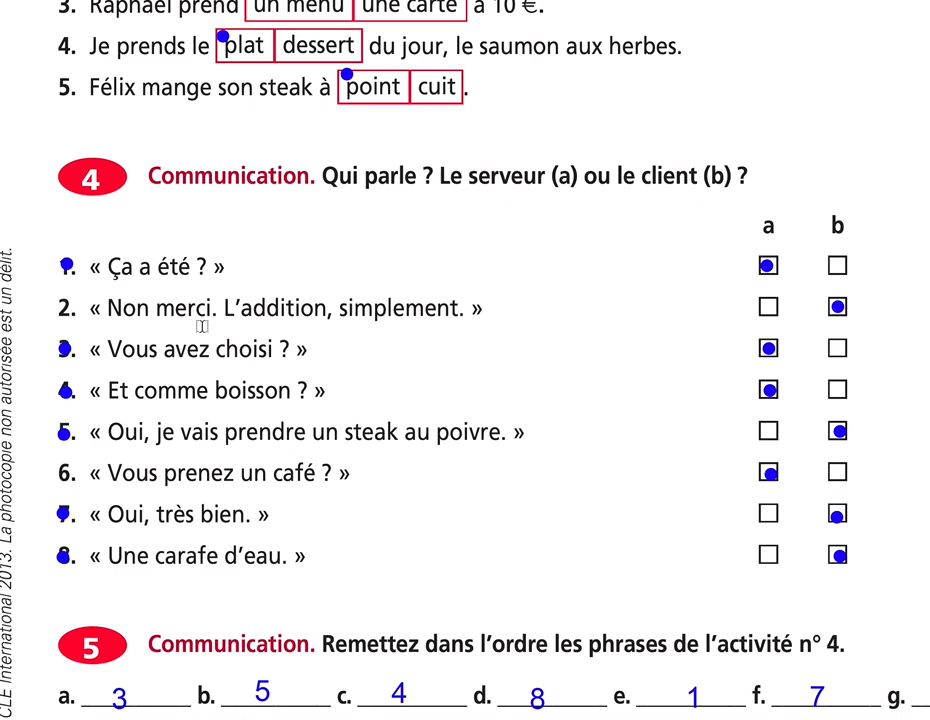 3. Raphaël prend un menu une carte à 10 €.
4. Je prends le plat dessert du jour, le saumon aux herbes.
5. Félix mange son steak à point cuit.
4 Communication. Qui parle ? Le serveur (a) ou le client (b) ?
a b
1. « Ça a été ? »
2. « Non merci. L’addition, simplement. »
3. « Vous avez choisi ? »
4. « Et comme boisson ? »
5. « Oui, je vais prendre un steak au poivre. »
6. « Vous prenez un café ? »
7. « Oui, très bien. »
8. « Une carafe d’eau. »
5 Communication. Remettez dans l’ordre les phrases de l’activité n° 4.
a. 3 b. 5 c. 4 d. 8 e. 1 f. 7 g.
CLE International 2013. La photocopie non autorisée est un délit.